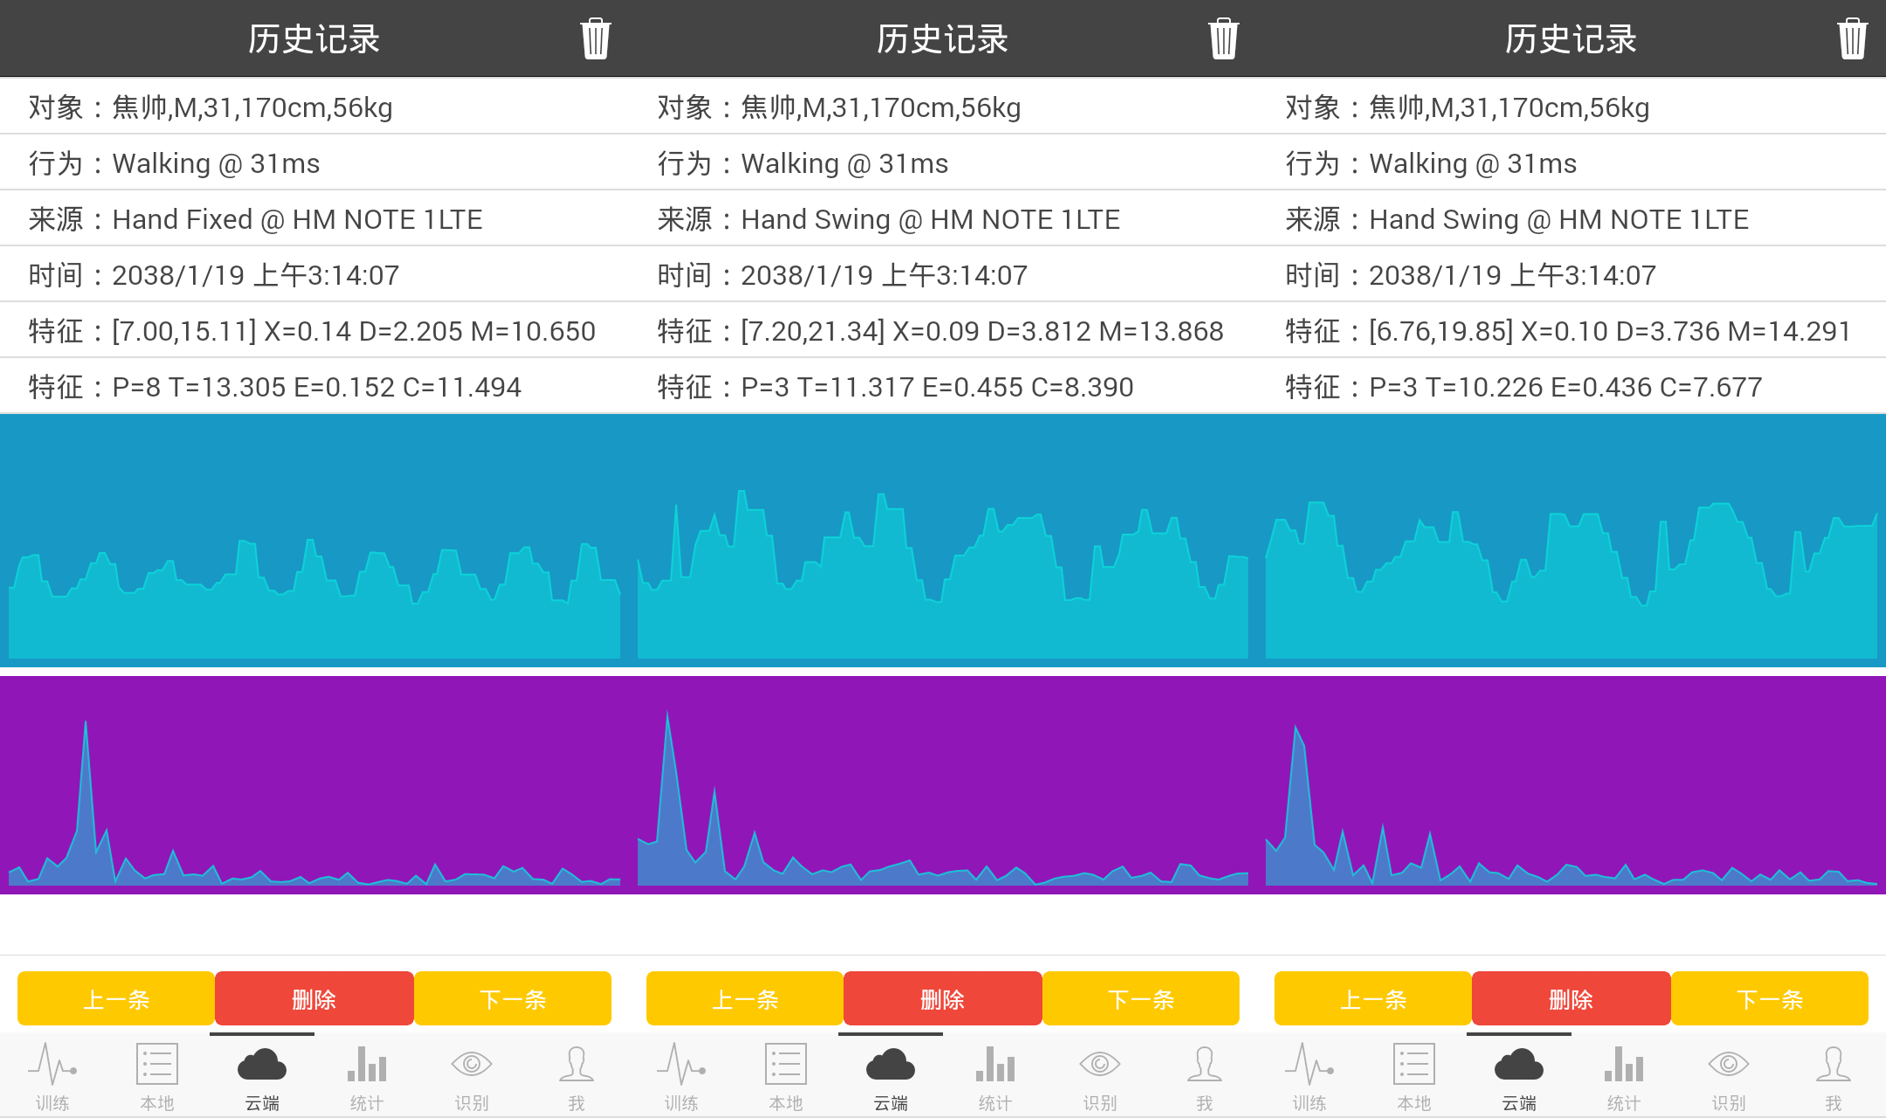 历史记录
对象：焦帅,M,31,170cm,56kg
行为：Walking @ 31ms
来源：Hand Fixed @ HM NOTE 1LTE
时间：2038/1/19 上午3:14:07
特征：[7.00,15.11] X=0.14 D=2.205 M=10.650
特征：P=8 T=13.305 E=0.152 C=11.494
上一条 删除 下一条
训练 本地 云端 统计 识别 我
历史记录
对象：焦帅,M,31,170cm,56kg
行为：Walking @ 31ms
来源：Hand Swing @ HM NOTE 1LTE
时间：2038/1/19 上午3:14:07
特征：[7.20,21.34] X=0.09 D=3.812 M=13.868
特征：P=3 T=11.317 E=0.455 C=8.390
上一条 删除 下一条
训练 本地 云端 统计 识别 我
历史记录
对象：焦帅,M,31,170cm,56kg
行为：Walking @ 31ms
来源：Hand Swing @ HM NOTE 1LTE
时间：2038/1/19 上午3:14:07
特征：[6.76,19.85] X=0.10 D=3.736 M=14.291
特征：P=3 T=10.226 E=0.436 C=7.677
上一条 删除 下一条
训练 本地 云端 统计 识别 我